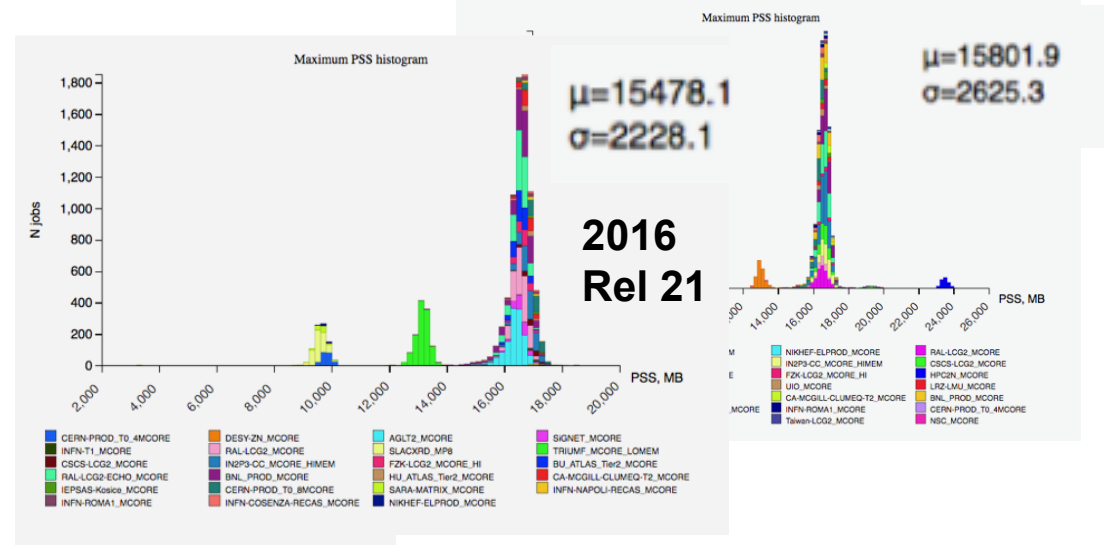 Maximum PSS histogram
μ=15478.1
σ=2228.1
1,800
1,600
1,400
1,200
1,000
800
600
400
200
0
N jobs
2,000
4,000
6,000
8,000
10,000
12,000
14,000
16,000
18,000
20,000
PSS, MB
CERN-PROD_T0_4MCORE
INFN-T1_MCORE
CSCS-LCG2_MCORE
RAL-LCG2-ECHO_MCORE
IEPSAS-Kosice_MCORE
INFN-ROMA1_MCORE
DESY-ZN_MCORE
RAL-LCG2_MCORE
IN2P3-CC_MCORE_HIMEM
BNL_PROD_MCORE
CERN-PROD_T0_8MCORE
INFN-COSENZA-RECAS_MCORE
AGLT2_MCORE
SLACXRD_MP8
FZK-LCG2_MCORE_HI
HU_ATLAS_Tier2_MCORE
SARA-MATRIX_MCORE
NIKHEF-ELPROD_MCORE
SiGNET_MCORE
TRIUMF_MCORE_LOMEM
BU_ATLAS_Tier2_MCORE
CA-MCGILL-CLUMEQ-T2_MCORE
INFN-NAPOLI-RECAS_MCORE
2016
Rel 21
Maximum PSS histogram
μ=15801.9
σ=2625.3
000
14,000
16,000
18,000
20,000
22,000
24,000
26,000
PSS, MB
M
E
_MCORE
NIKHEF-ELPROD_MCORE
IN2P3-CC_MCORE_HIMEM
FZK-LCG2_MCORE_HI
UIO_MCORE
CA-MCGILL-CLUMEQ-T2_MCORE
INFN-ROMA1_MCORE
Taiwan-LCG2_MCORE
RAL-LCG2_MCORE
CSCS-LCG2_MCORE
HPC2N_MCORE
LRZ-LMU_MCORE
BNL_PROD_MCORE
CERN-PROD_T0_4MCORE
NSC_MCORE